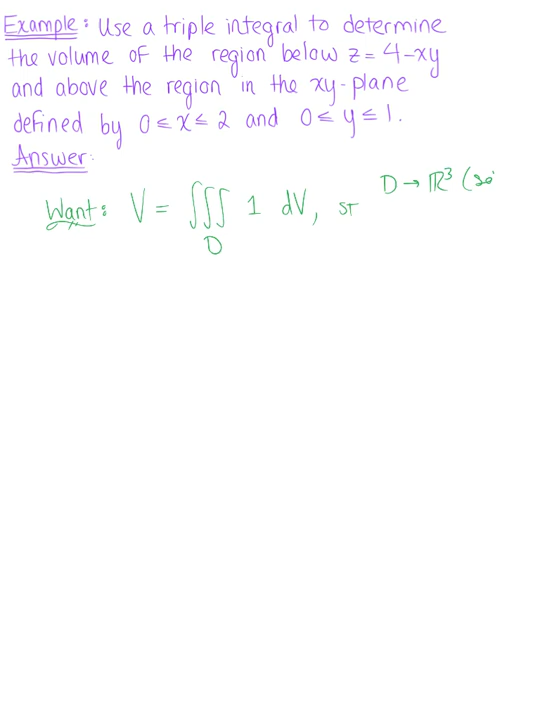 Example: Use a triple integral to determine
the volume of the region below z = 4-xy
and above the region in the xy-plane
defined by 0 ≤ x ≤ 2 and 0 ≤ y ≤ 1.
Answer:
Want: V = ∭_D 1 dV, st D → ℝ³ (